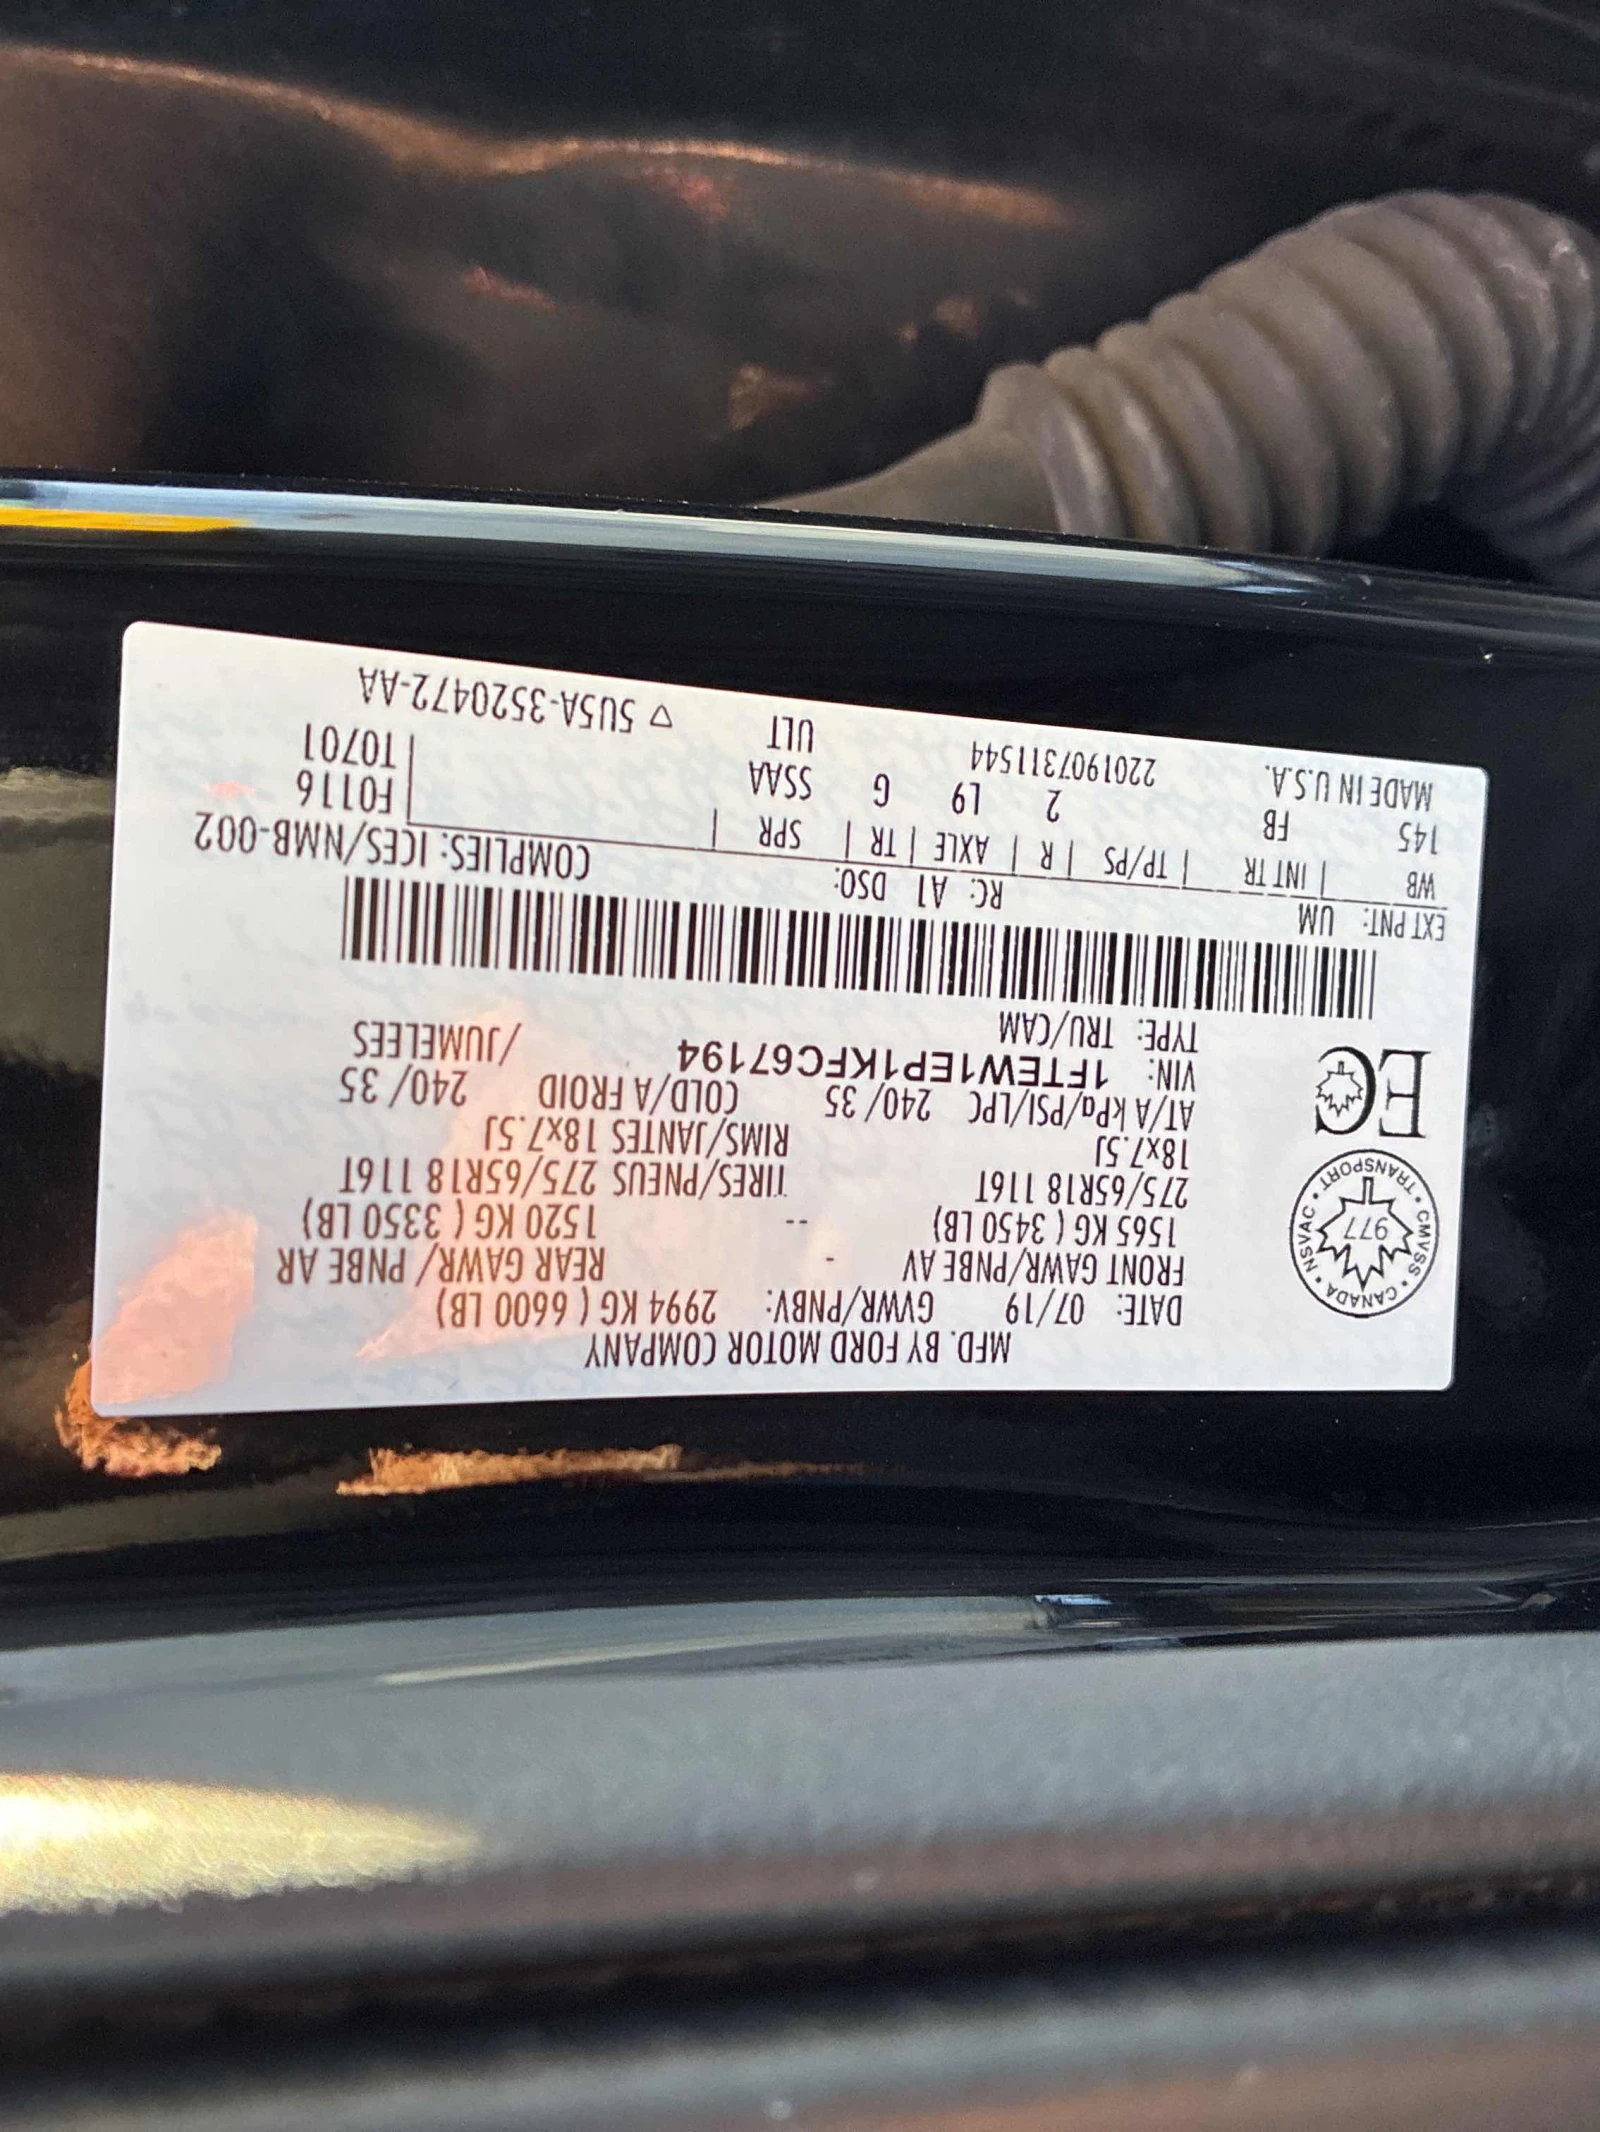 MFD. BY FORD MOTOR COMPANY
DATE: 07/19 GVWR/PNBV: 2994 KG ( 6600 LB)
FRONT GAWR/PNBE AV - REAR GAWR/ PNBE AR
1565 KG ( 3450 LB) -- 1520 KG ( 3350 LB)
275/65R18 116T TIRES/PNEUS 275/65R18 116T
18x7.5J RIMS/JANTES 18x7.5J
AT/A kPa/PSI/LPC 240/ 35 COLD/A FROID 240/ 35
VIN: 1FTEW1EP1KFC67194 /JUMELEES
TYPE: TRU/CAM
CANADA • CMVSS • TRANSPORT • NSVAC •
977
EC
EXT PNT: UM RC: A1 DSO: COMPLIES: ICES/NMB-002
WB | INT TR | TP/PS | R | AXLE | TR | SPR | F0116
145 FB 2 L9 G SSAA T0701
MADE IN U.S.A. 2201907311544 ULT ▽ 5U5A-3520472-AA